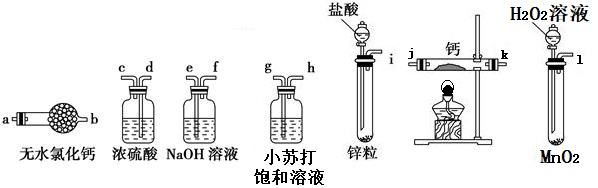 盐酸
H₂O₂溶液
c d
e f
g h
i
j 钙 k
l
a b
无水氯化钙
浓硫酸
NaOH 溶液
小苏打
饱和溶液
锌粒
MnO₂